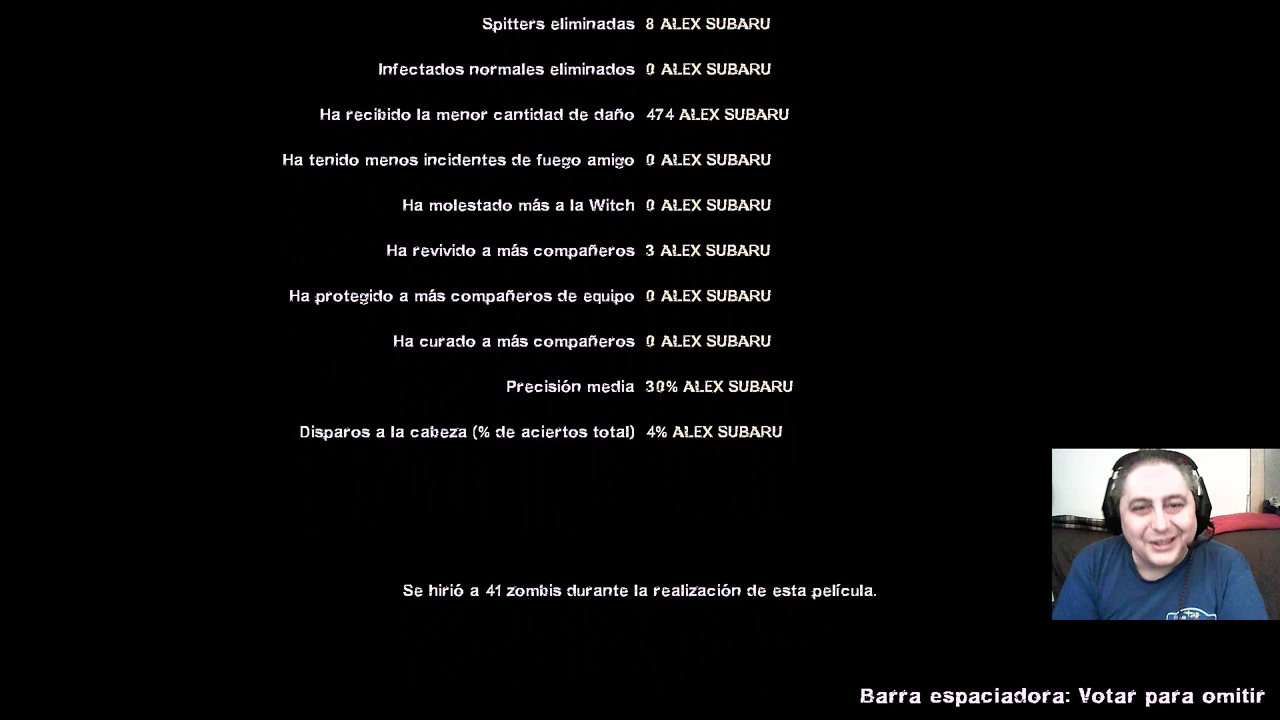 Spitters eliminadas 8 ALEX SUBARU
Infectados normales eliminados 0 ALEX SUBARU
Ha recibido la menor cantidad de daño 474 ALEX SUBARU
Ha tenido menos incidentes de fuego amigo 0 ALEX SUBARU
Ha molestado más a la Witch 0 ALEX SUBARU
Ha revivido a más compañeros 3 ALEX SUBARU
Ha protegido a más compañeros de equipo 0 ALEX SUBARU
Ha curado a más compañeros 0 ALEX SUBARU
Precisión media 30% ALEX SUBARU
Disparos a la cabeza (% de aciertos total) 4% ALEX SUBARU
Se hirió a 41 zombis durante la realización de esta película.
Barra espaciadora: Votar para omitir